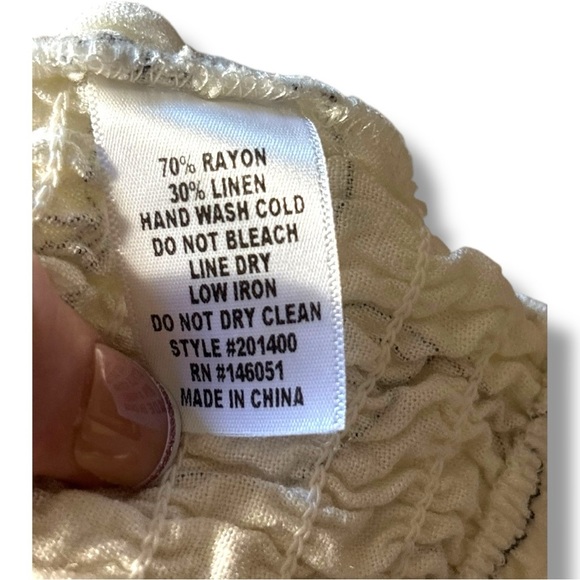 70% RAYON
30% LINEN
HAND WASH COLD
DO NOT BLEACH
LINE DRY
LOW IRON
DO NOT DRY CLEAN
STYLE #201400
RN #146051
MADE IN CHINA